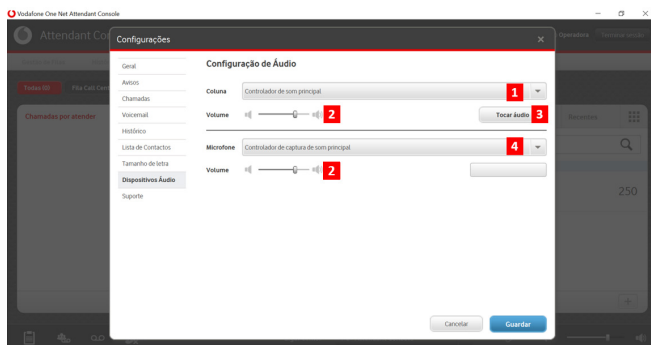 Vodafone One Net Attendant Console
Attendant Co
Operadora Terminar sessão
Configurações
Todas (0)
Fila Call Cent
Chamadas por atender
Recentes
250
Geral
Avisos
Chamadas
Voicemail
Histórico
Lista de Contactos
Tamanho de letra
Dispositivos Áudio
Suporte
Configuração de Áudio
Coluna Controlador de som principal 1
Volume 2 Tocar áudio 3
Microfone Controlador de captura de som principal 4
Volume 2
Cancelar Guardar